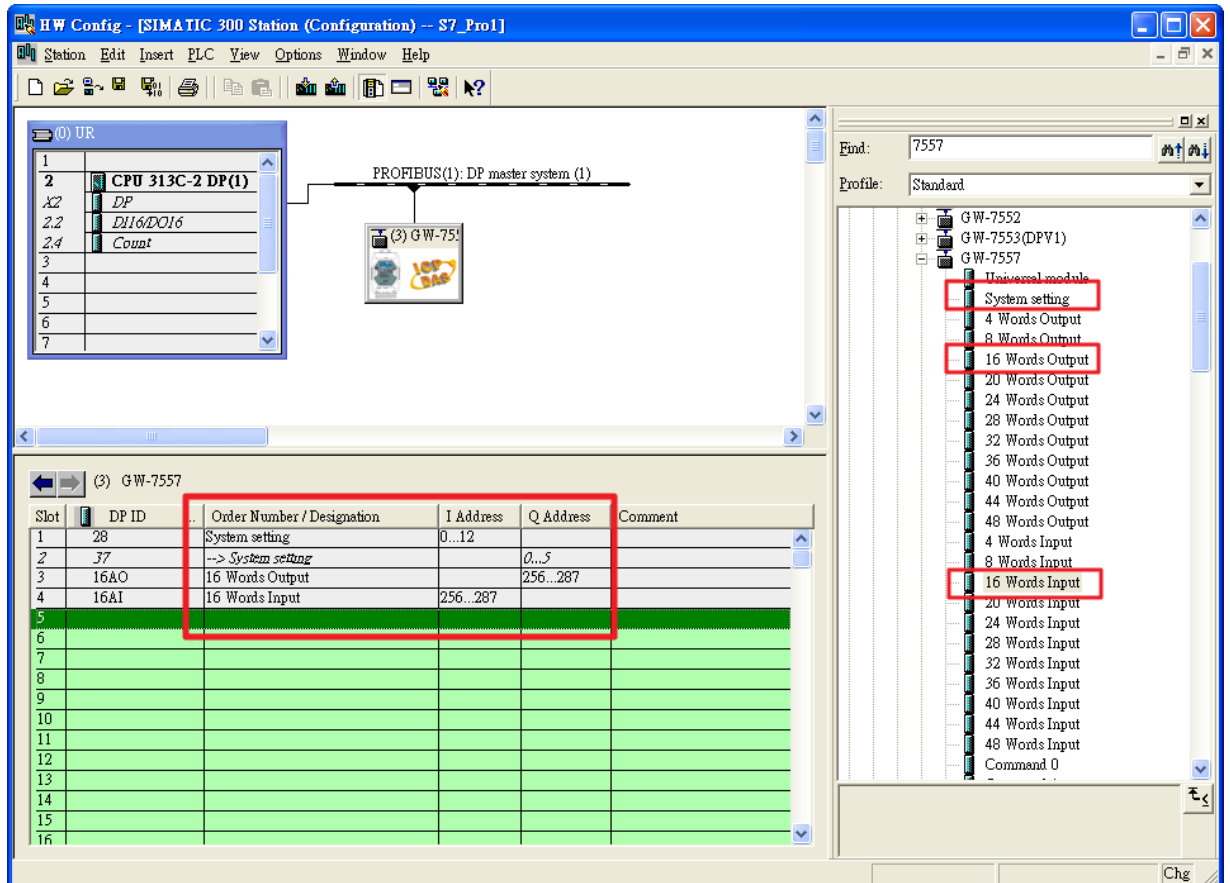 HW Config - [SIMATIC 300 Station (Configuration) -- S7_Pro1]
Station Edit Insert PLC View Options Window Help
(0) UR
1
2 CPU 313C-2 DP(1)
X2 DP
2.2 DI16/DO16
2.4 Count
3
4
5
6
7
PROFIBUS(1): DP master system (1)
(3) GW-755
ICP DAS
Find: 7557
Profile: Standard
GW-7552
GW-7553(DPV1)
GW-7557
Universal module
System setting
4 Words Output
8 Words Output
16 Words Output
20 Words Output
24 Words Output
28 Words Output
32 Words Output
36 Words Output
40 Words Output
44 Words Output
48 Words Output
4 Words Input
8 Words Input
16 Words Input
20 Words Input
24 Words Input
28 Words Input
32 Words Input
36 Words Input
40 Words Input
44 Words Input
48 Words Input
Command 0
(3) GW-7557
Slot DP ID ... Order Number / Designation I Address Q Address Comment
1 28 System setting 0...12
2 37 --> System setting 0...5
3 16AO 16 Words Output 256...287
4 16AI 16 Words Input 256...287
5
6
7
8
9
10
11
12
13
14
15
16
Chg